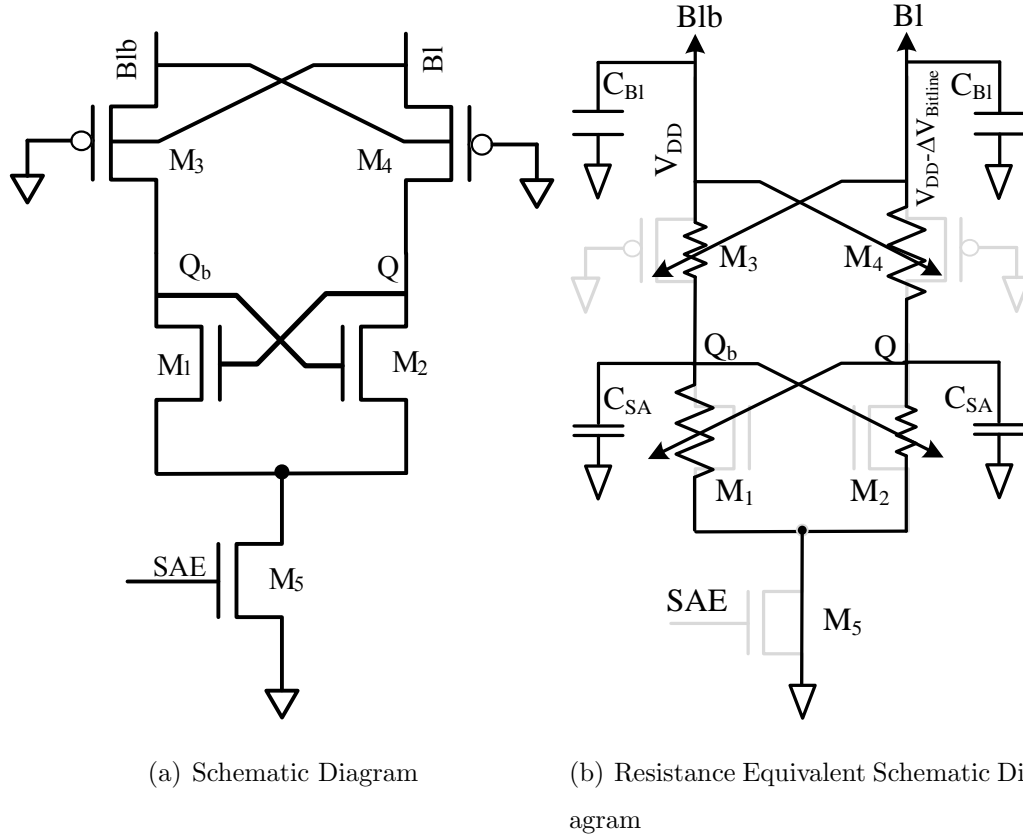 Blb
Bl
M3
M4
Qb
Q
M1
M2
SAE
M5
(a) Schematic Diagram
Blb
Bl
CBl
CBl
VDD
VDD-ΔVBitline
M3
M4
Qb
Q
CSA
CSA
M1
M2
SAE
M5
(b) Resistance Equivalent Schematic Di
agram